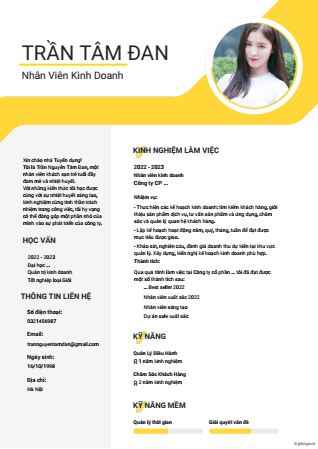 TRẦN TÂM ĐAN
Nhân Viên Kinh Doanh
Xin chào nhà Tuyển dụng!
Tôi là Trần Nguyễn Tâm Đan, một
nhân viên khách sạn trẻ tuổi đầy
đam mê và nhiệt huyết.
Với những kiến thức tôi học được
cùng với sự nhiệt huyết sáng tạo,
kinh nghiệm cùng tinh thần trách
nhiệm trong công việc, tôi hy vọng
có thể đóng góp một phần nhỏ của
mình vào sự phát triển của công ty.
HỌC VẤN
2022 - 2023
Đại học ...
Quản trị kinh doanh
Tốt nghiệp loại Giỏi
THÔNG TIN LIÊN HỆ
Số điện thoại:
0321456987
Email:
trannguyentamdan@gmail.com
Ngày sinh:
16/10/1998
Địa chỉ:
Hà Nội
KINH NGHIỆM LÀM VIỆC
2022 - 2023
Nhân viên kinh doanh
Công ty CP ...
Nhiệm vụ:
- Thực hiện các kế hoạch kinh doanh: tìm kiếm khách hàng, giới
thiệu sản phẩm dịch vụ, tư vấn sản phẩm và ứng dụng, chăm
sóc và quản lý quan hệ khách hàng.
- Lập kế hoạch hoạt động năm, quý, tháng, tuần để đạt được
mục tiêu được giao.
- Khảo sát, nghiên cứu, đánh giá doanh thu dự kiến tại khu vực
quản lý. Xây dựng, kiến nghị kế hoạch kinh doanh phù hợp.
Thành tích:
Qua quá trình làm việc tại Công ty cổ phần ... tôi đã đạt được
một số thành tích sau:
... Best seller 2022
Nhân viên xuất sắc 2022
Nhân viên sáng tạo
Dự án sale xuất sắc
KỸ NĂNG
Quản Lý Điều Hành
2 năm kinh nghiệm
Chăm Sóc Khách Hàng
2 năm kinh nghiệm
KỸ NĂNG MỀM
Quản lý thời gian
Giải quyết vấn đề